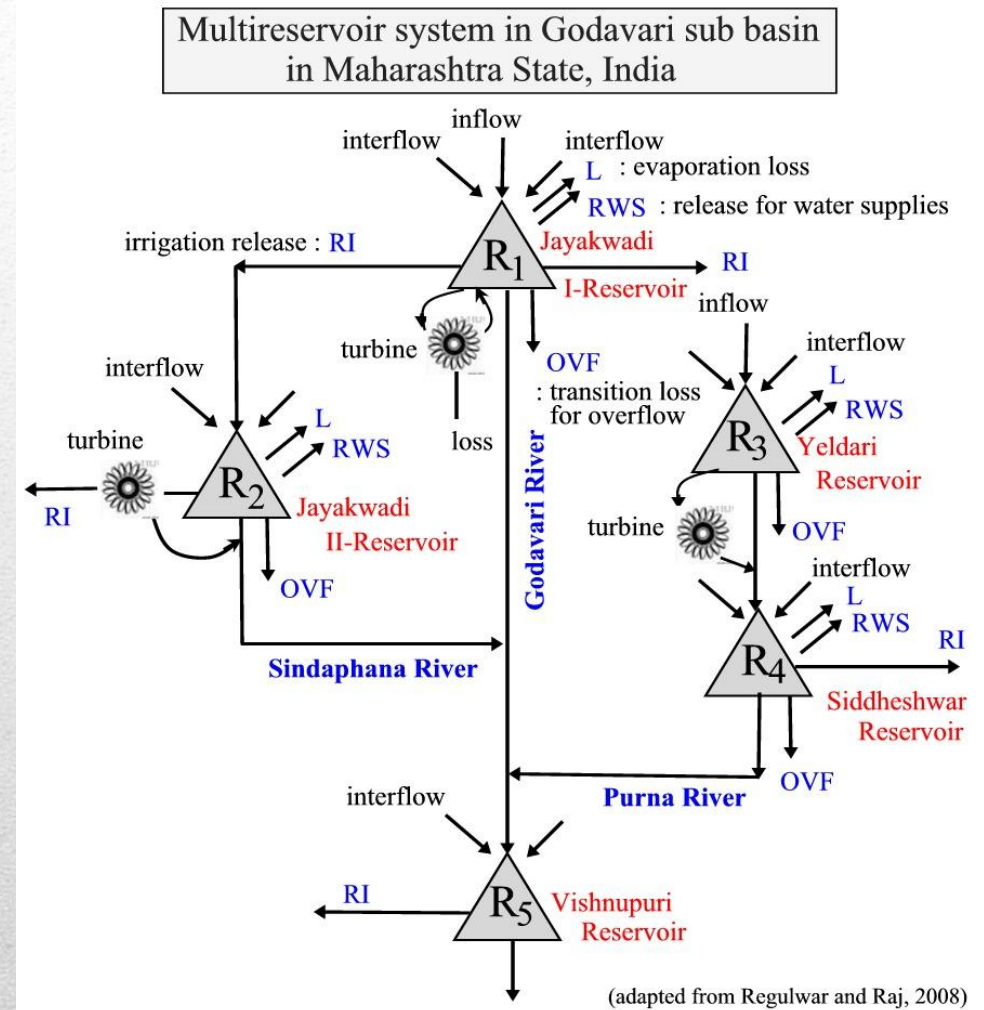 Multireservoir system in Godavari sub basin
in Maharashtra State, India
inflow
interflow
interflow
L : evaporation loss
RWS : release for water supplies
irrigation release : RI
R1
Jayakwadi
I-Reservoir
RI
turbine
loss
OVF
: transition loss
for overflow
Godavari River
inflow
interflow
L
RWS
R3
Yeldari
Reservoir
turbine
OVF
interflow
L
RWS
turbine
RI
R2
Jayakwadi
II-Reservoir
OVF
Sindaphana River
interflow
L
RWS
RI
R4
Siddheshwar
Reservoir
OVF
Purna River
interflow
RI
R5
Vishnupuri
Reservoir
(adapted from Regulwar and Raj, 2008)